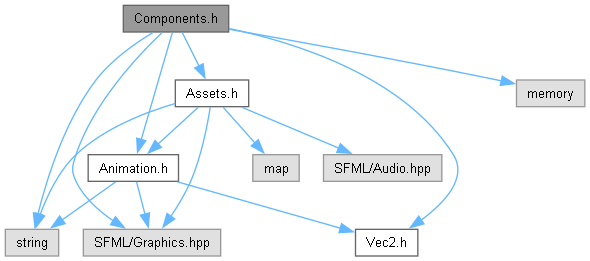 Components.h
Assets.h
memory
Animation.h
map
SFML/Audio.hpp
string
SFML/Graphics.hpp
Vec2.h